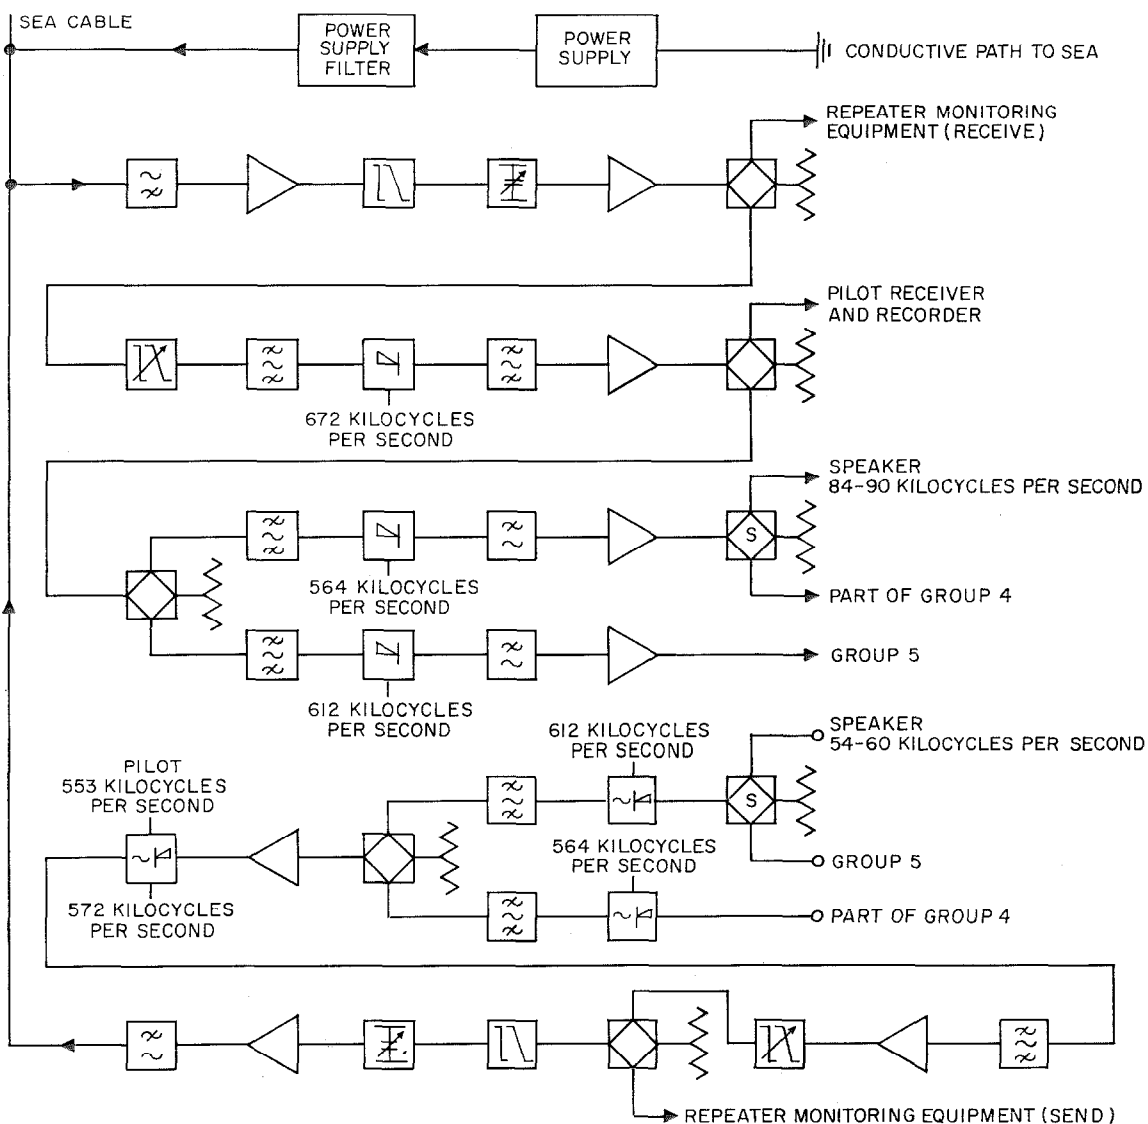 SEA CABLE
POWER
SUPPLY
FILTER
POWER
SUPPLY
CONDUCTIVE PATH TO SEA
REPEATER MONITORING
EQUIPMENT (RECEIVE)
PILOT RECEIVER
AND RECORDER
672 KILOCYCLES
PER SECOND
SPEAKER
84-90 KILOCYCLES PER SECOND
S
564 KILOCYCLES
PER SECOND
PART OF GROUP 4
GROUP 5
612 KILOCYCLES
PER SECOND
612 KILOCYCLES
PER SECOND
SPEAKER
54-60 KILOCYCLES PER SECOND
S
PILOT
553 KILOCYCLES
PER SECOND
564 KILOCYCLES
PER SECOND
GROUP 5
572 KILOCYCLES
PER SECOND
PART OF GROUP 4
REPEATER MONITORING EQUIPMENT (SEND)